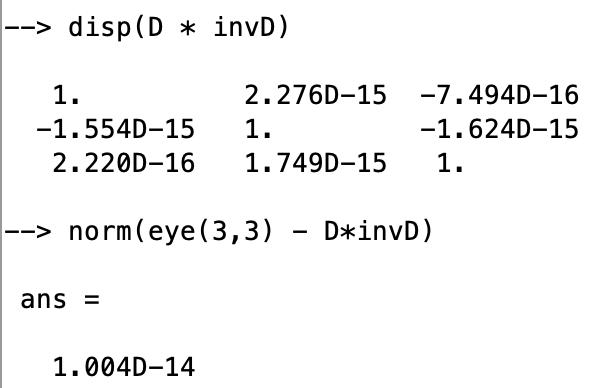 --> disp(D * invD)
1. 2.276D-15 -7.494D-16
-1.554D-15 1. -1.624D-15
2.220D-16 1.749D-15 1.
--> norm(eye(3,3) - D*invD)
ans =
1.004D-14